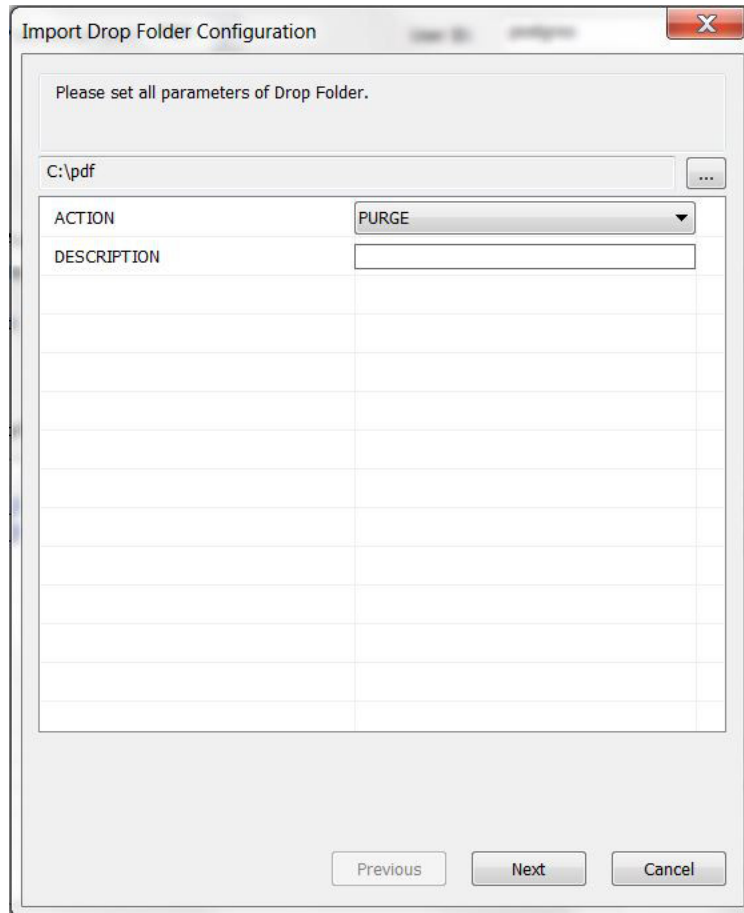 Import Drop Folder Configuration
Please set all parameters of Drop Folder.
C:\pdf
...
ACTION PURGE
DESCRIPTION
Previous Next Cancel